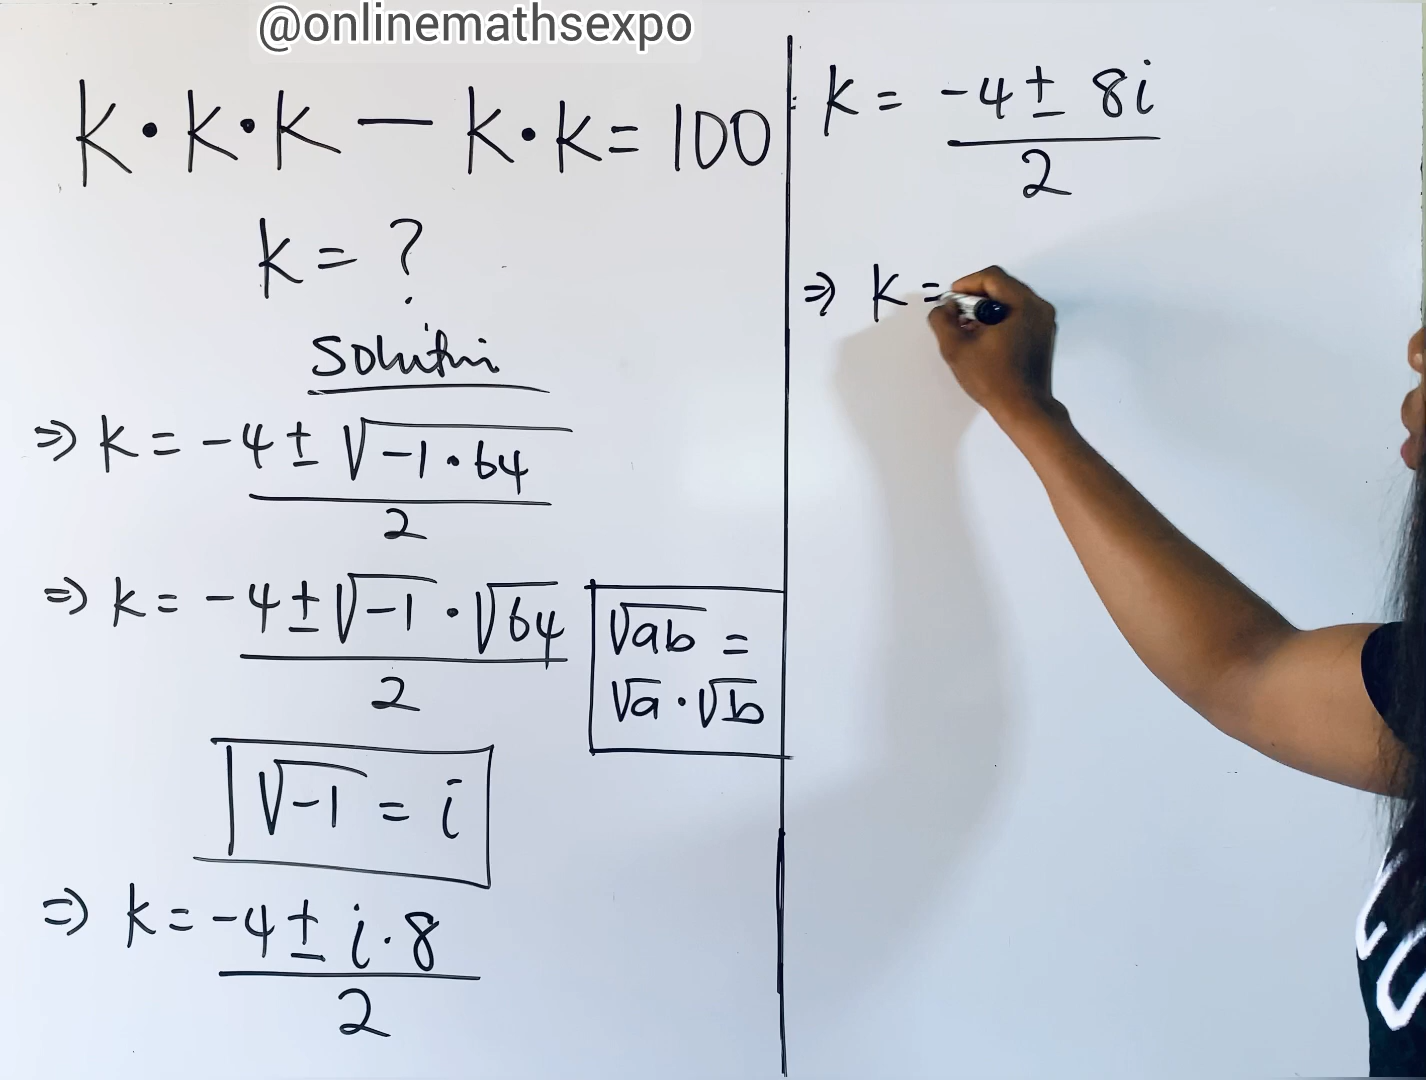 @onlinemathsexpo
k·k·k — k·k = 100
k = ?
Solution
⇒ k = -4 ± √-1·64
2
⇒ k = -4 ± √-1 · √64
2
√ab =
√a · √b
√-1 = i
⇒ k = -4 ± i·8
2
k = -4 ± 8i
2
⇒ k =